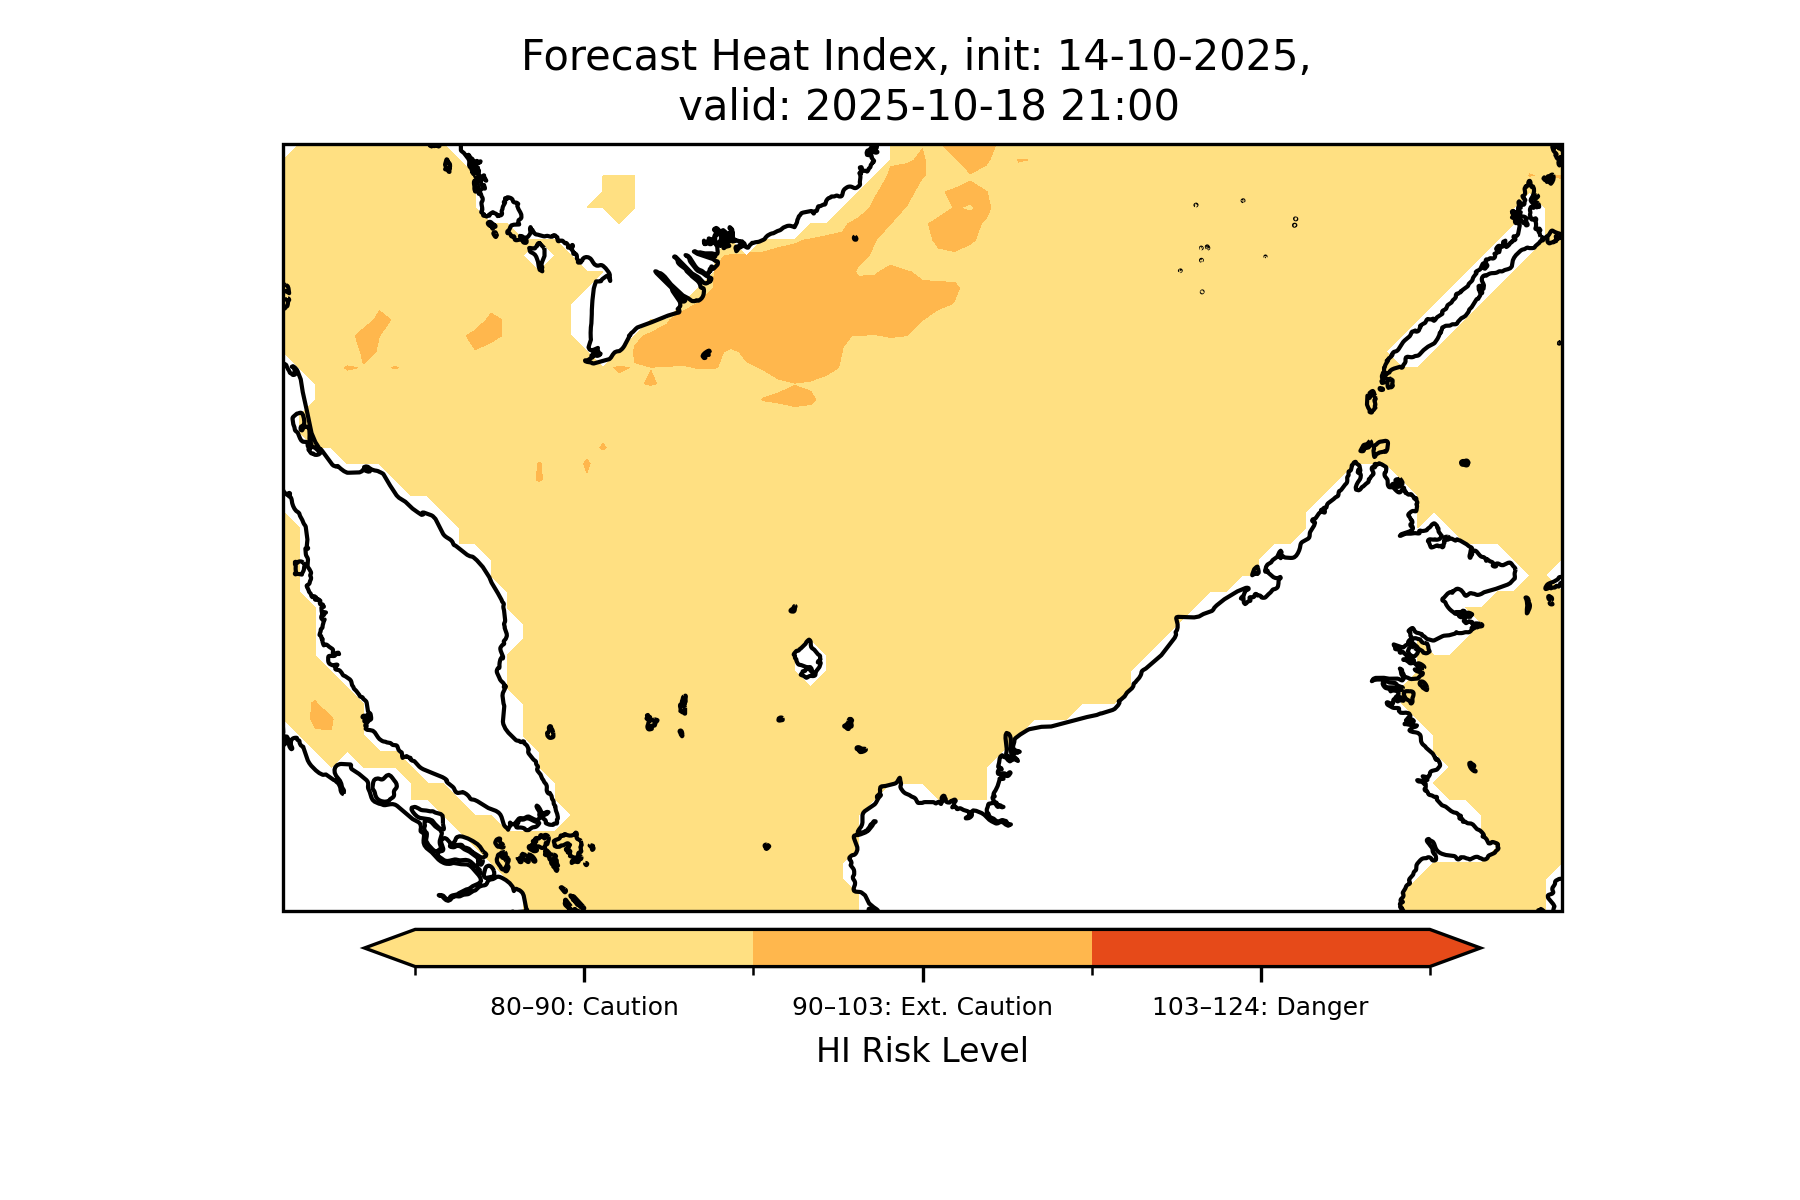 Forecast Heat Index, init: 14-10-2025,
valid: 2025-10-18 21:00
80–90: Caution
90–103: Ext. Caution
103–124: Danger
HI Risk Level